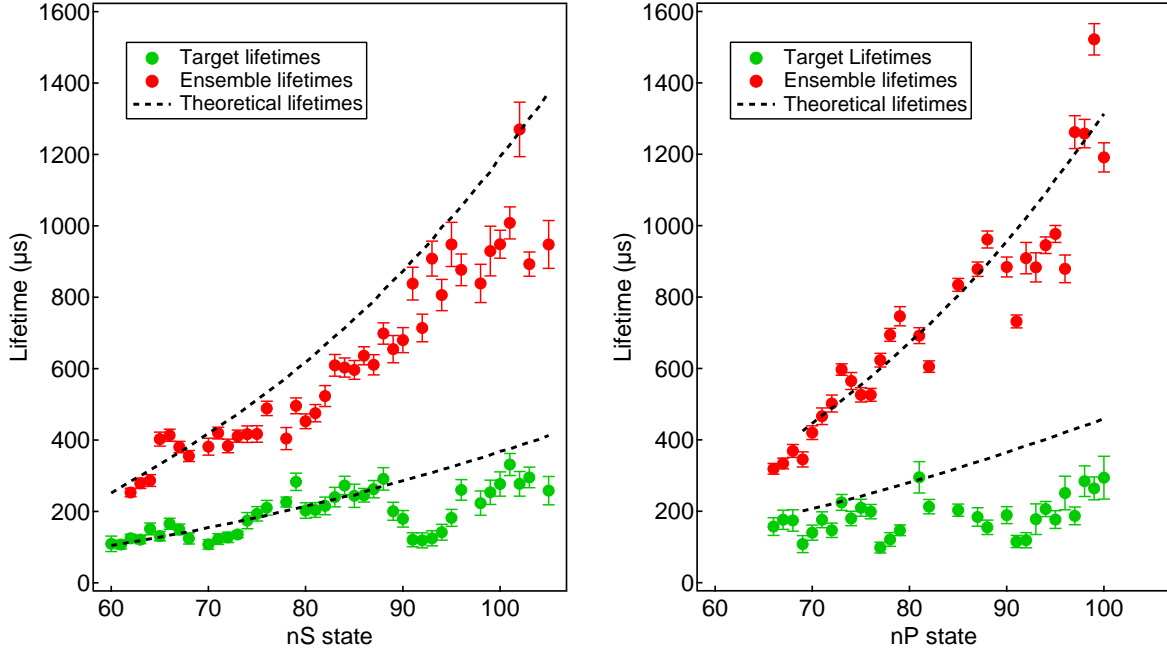 1600
1400
1200
1000
800
600
400
200
0
Lifetime (µs)
60
70
80
90
100
nS state
Target lifetimes
Ensemble lifetimes
Theoretical lifetimes
1600
1400
1200
1000
800
600
400
200
0
Lifetime (µs)
60
70
80
90
100
nP state
Target Lifetimes
Ensemble lifetimes
Theoretical lifetimes